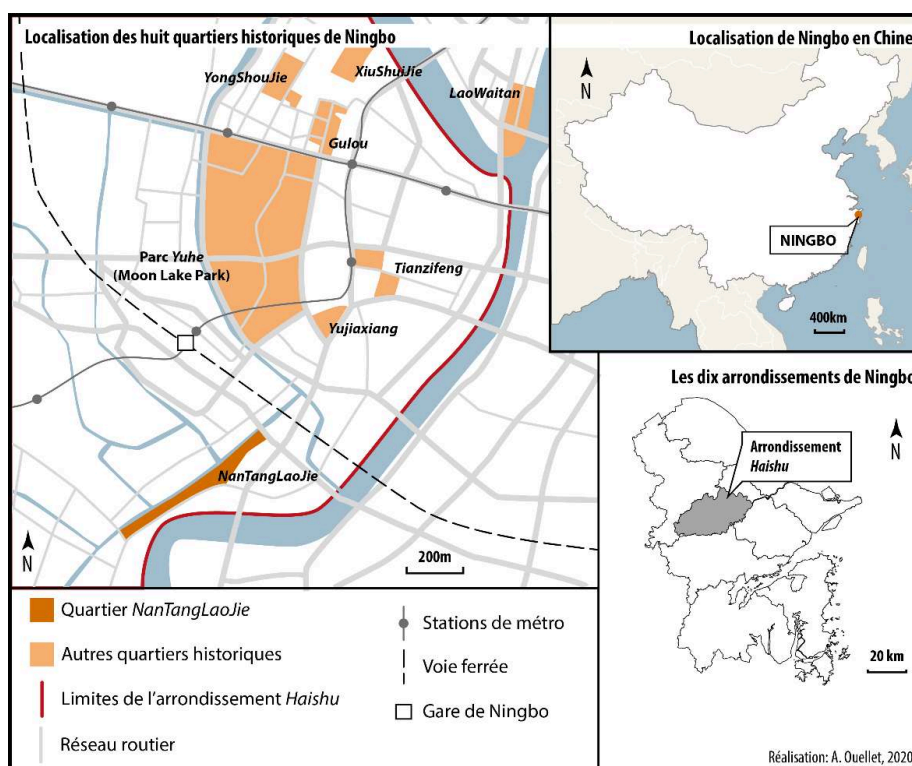 Localisation des huit quartiers historiques de Ningbo
YongShouJie
XiuShuiJie
LaoWaitan
Gulou
Parc Yuhe
(Moon Lake Park)
Tianzifeng
Yujiaxiang
NanTangLaoJie
N
200m
Localisation de Ningbo en Chine
N
NINGBO
400km
Les dix arrondissements de Ningbo
Arrondissement
Haishu
N
20 km
Quartier NanTangLaoJie
Autres quartiers historiques
Limites de l'arrondissement Haishu
Réseau routier
Stations de métro
Voie ferrée
Gare de Ningbo
Réalisation: A. Ouellet, 2020